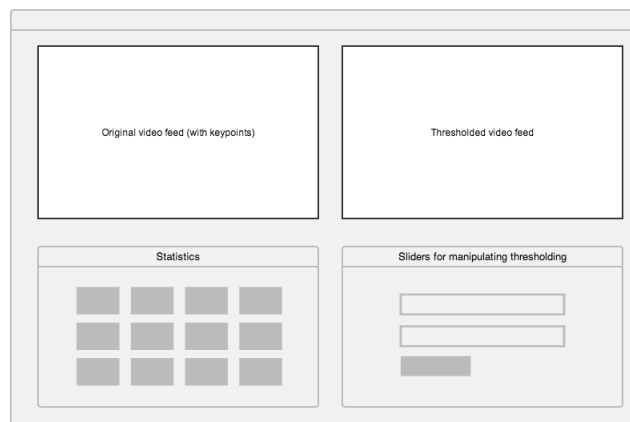 Original video feed (with keypoints)
Thresholded video feed
Statistics
Sliders for manipulating thresholding